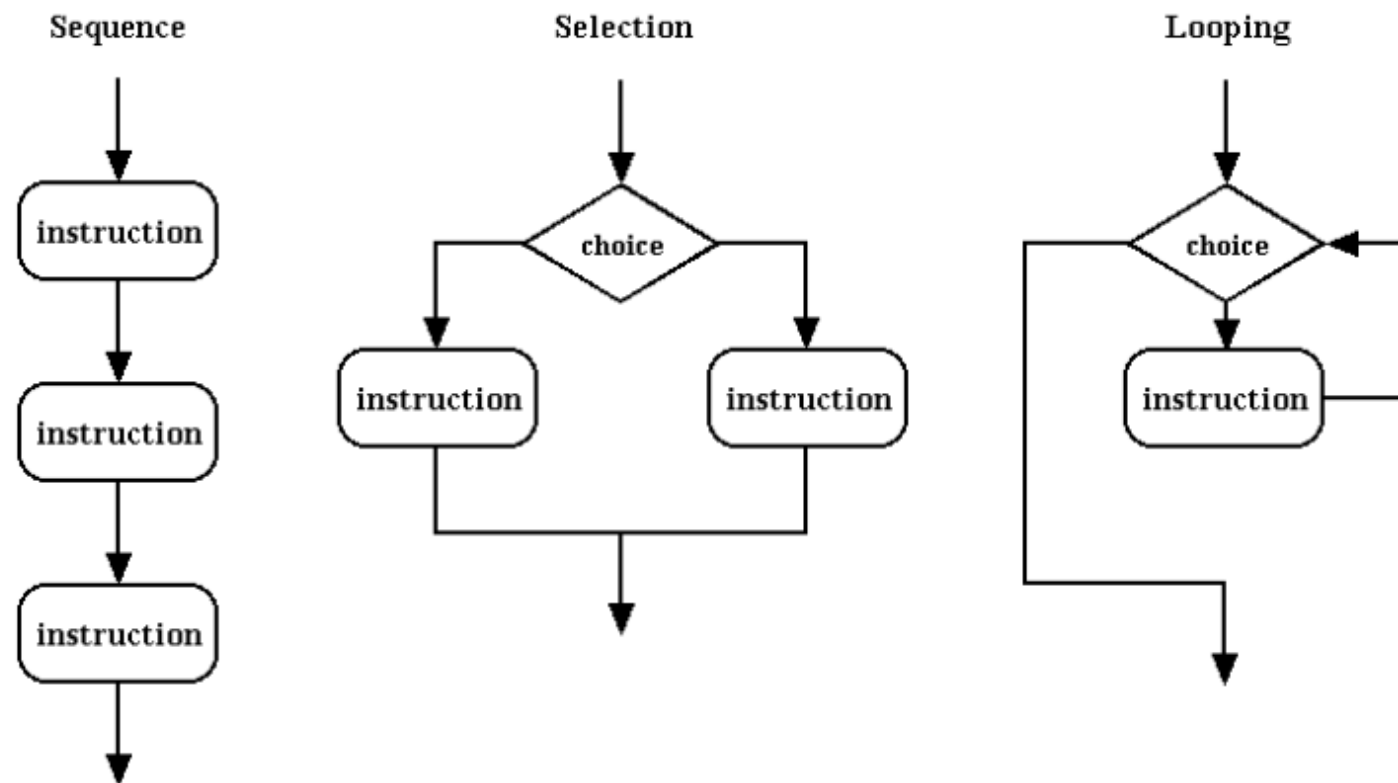 Sequence
instruction
instruction
instruction
Selection
choice
instruction
instruction
Looping
choice
instruction